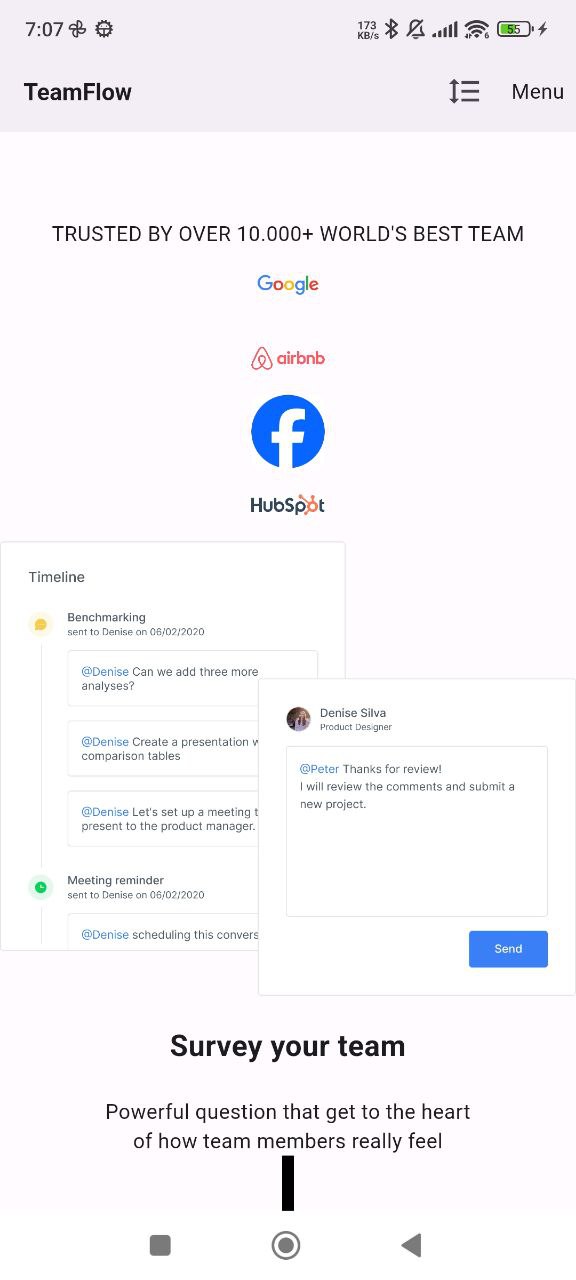 7:07
173
KB/s
6
55
TeamFlow
Menu
TRUSTED BY OVER 10.000+ WORLD'S BEST TEAM
Google
airbnb
f
HubSpot
Timeline
Benchmarking
sent to Denise on 06/02/2020
@Denise Can we add three more
analyses?
@Denise Create a presentation w
comparison tables
@Denise Let's set up a meeting t
present to the product manager.
Meeting reminder
sent to Denise on 06/02/2020
@Denise scheduling this convers
Denise Silva
Product Designer
@Peter Thanks for review!
I will review the comments and submit a
new project.
Send
Survey your team
Powerful question that get to the heart
of how team members really feel